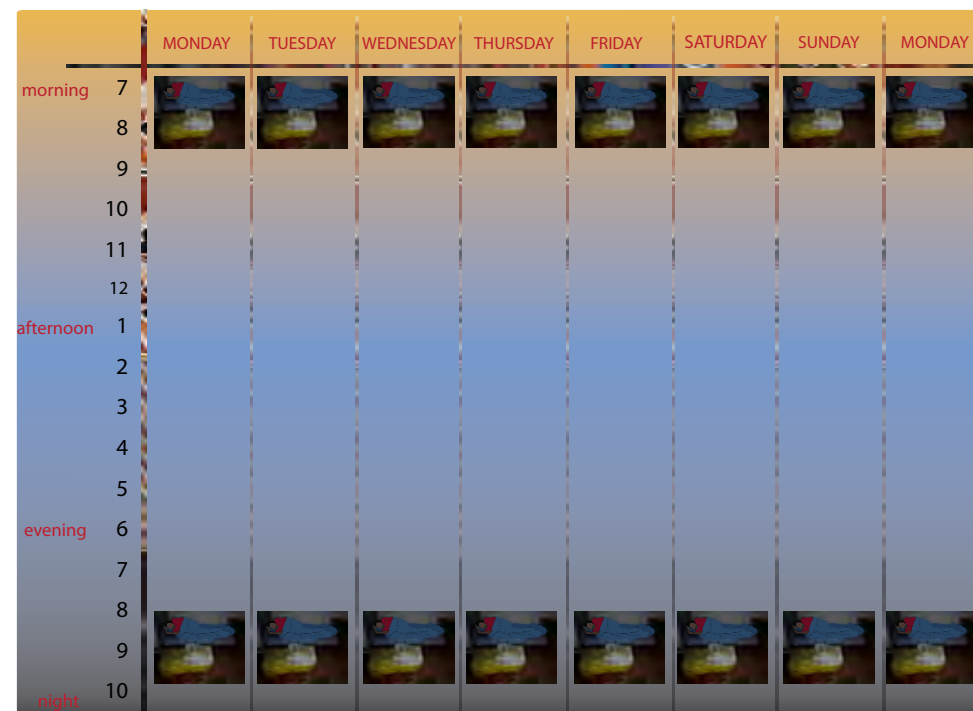 MONDAY TUESDAY WEDNESDAY THURSDAY FRIDAY SATURDAY SUNDAY MONDAY
morning 7
8
9
10
11
12
afternoon 1
2
3
4
5
evening 6
7
8
9
10
night